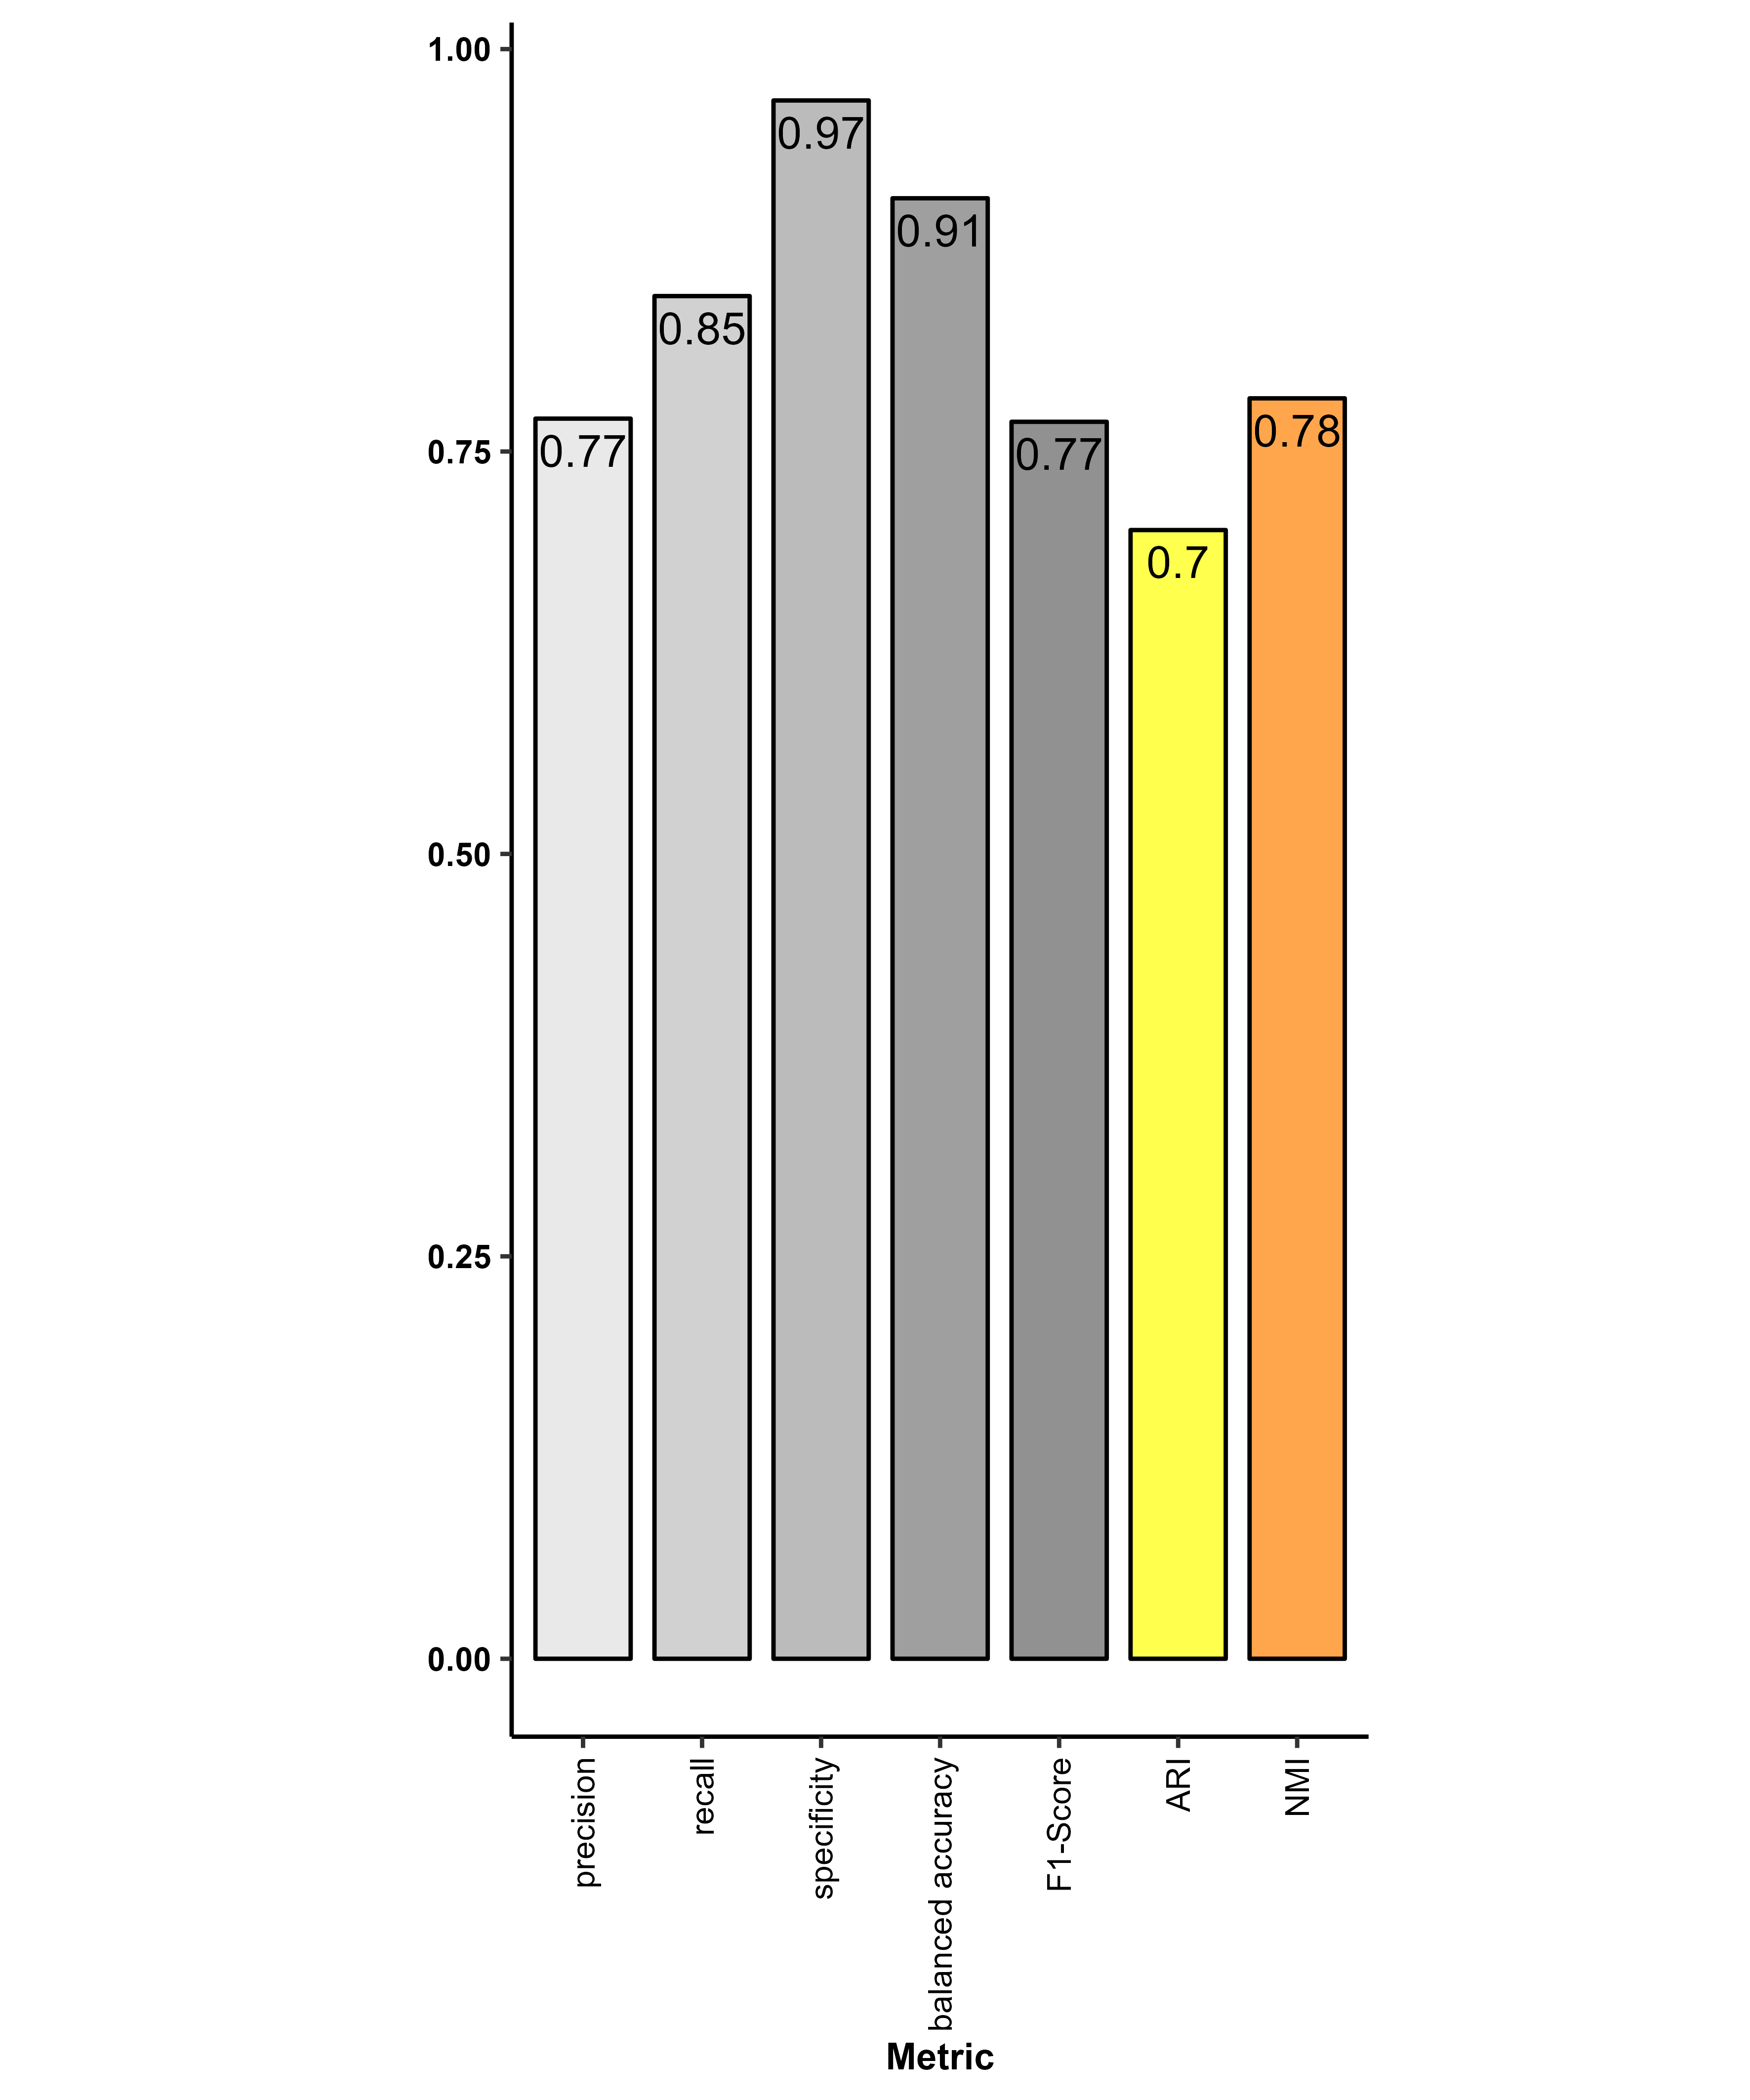 1.00
0.75
0.50
0.25
0.00
0.77
0.85
0.97
0.91
0.77
0.7
0.78
precision
recall
specificity
balanced accuracy
F1-Score
ARI
NMI
Metric